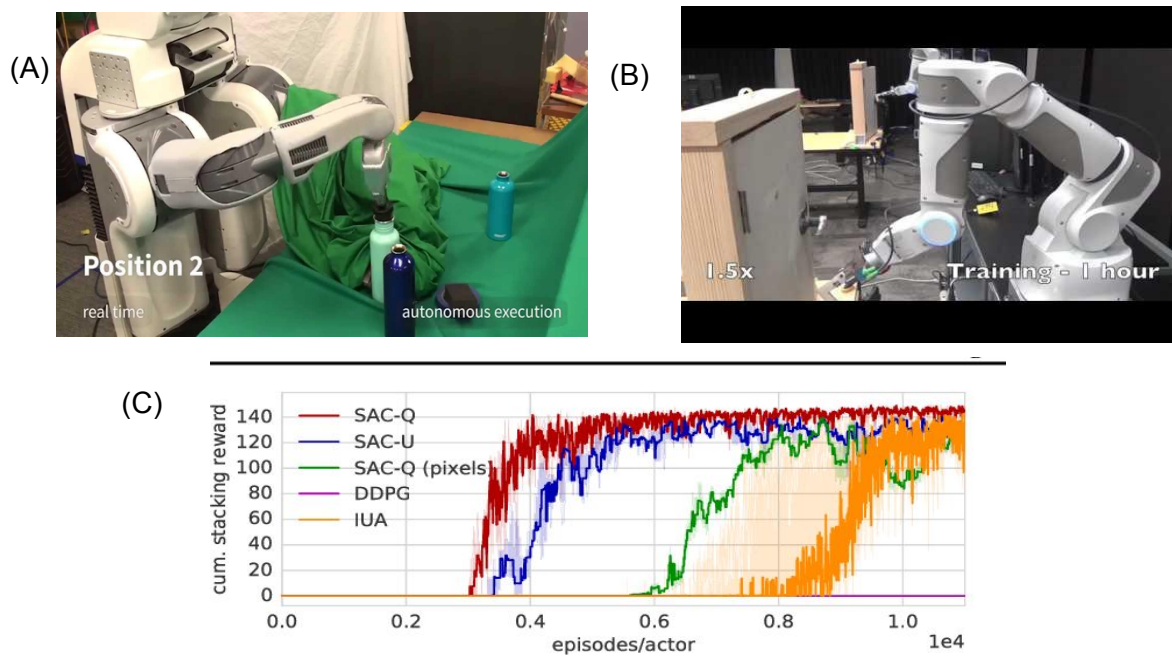 (A)
Position 2
real time
autonomous execution
(B)
1.5x
Training - 1 hour
(C)
cum. stacking reward
140
120
100
80
60
40
20
0
SAC-Q
SAC-U
SAC-Q (pixels)
DDPG
IUA
0.0 0.2 0.4 0.6 0.8 1.0
1e4
episodes/actor